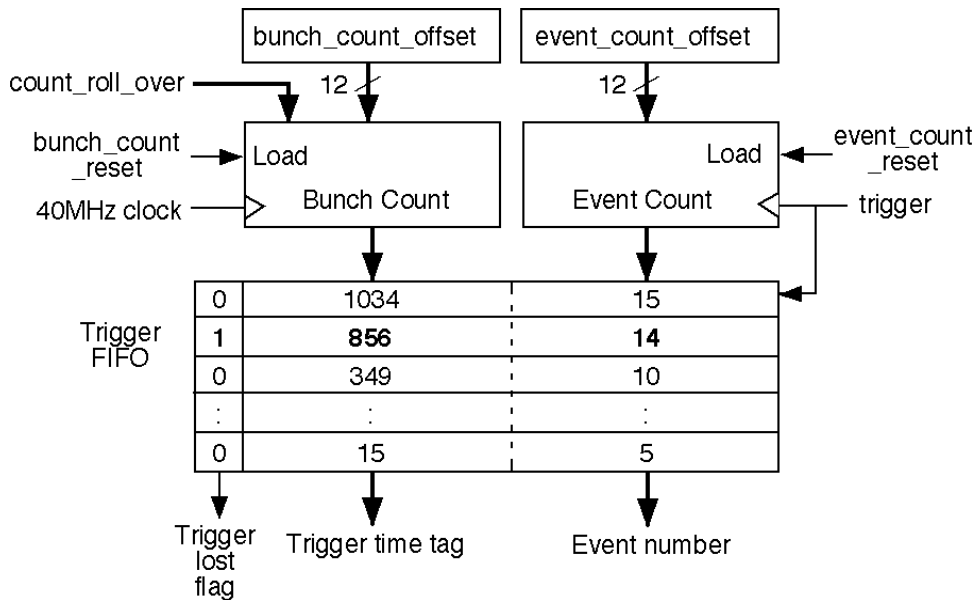 bunch_count_offset
event_count_offset
12
12
count_roll_over
bunch_count
_reset
Load
Load
event_count
_reset
40MHz clock
Bunch Count
Event Count
trigger
Trigger
FIFO
0 1034 15
1 856 14
0 349 10
: : :
0 15 5
Trigger
lost
flag
Trigger time tag
Event number